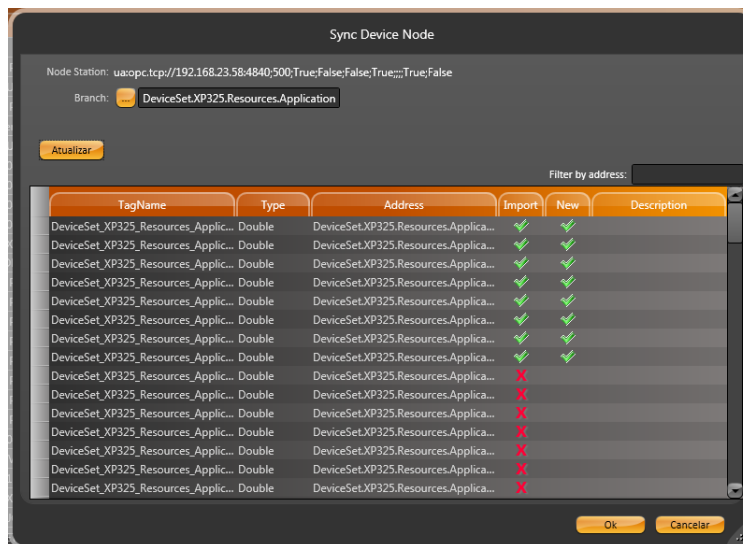 Sync Device Node
Node Station: ua:opc.tcp://192.168.23.58:4840;500;True;False;False;True;;;;True;False
Branch: ... DeviceSet.XP325.Resources.Application
Atualizar
Filter by address:
TagName Type Address Import New Description
DeviceSet_XP325_Resources_Applic... Double DeviceSet.XP325.Resources.Applica...
DeviceSet_XP325_Resources_Applic... Double DeviceSet.XP325.Resources.Applica...
DeviceSet_XP325_Resources_Applic... Double DeviceSet.XP325.Resources.Applica...
DeviceSet_XP325_Resources_Applic... Double DeviceSet.XP325.Resources.Applica...
DeviceSet_XP325_Resources_Applic... Double DeviceSet.XP325.Resources.Applica...
DeviceSet_XP325_Resources_Applic... Double DeviceSet.XP325.Resources.Applica...
DeviceSet_XP325_Resources_Applic... Double DeviceSet.XP325.Resources.Applica...
DeviceSet_XP325_Resources_Applic... Double DeviceSet.XP325.Resources.Applica...
DeviceSet_XP325_Resources_Applic... Double DeviceSet.XP325.Resources.Applica... X
DeviceSet_XP325_Resources_Applic... Double DeviceSet.XP325.Resources.Applica... X
DeviceSet_XP325_Resources_Applic... Double DeviceSet.XP325.Resources.Applica... X
DeviceSet_XP325_Resources_Applic... Double DeviceSet.XP325.Resources.Applica... X
DeviceSet_XP325_Resources_Applic... Double DeviceSet.XP325.Resources.Applica... X
DeviceSet_XP325_Resources_Applic... Double DeviceSet.XP325.Resources.Applica... X
DeviceSet_XP325_Resources_Applic... Double DeviceSet.XP325.Resources.Applica... X
Ok Cancelar